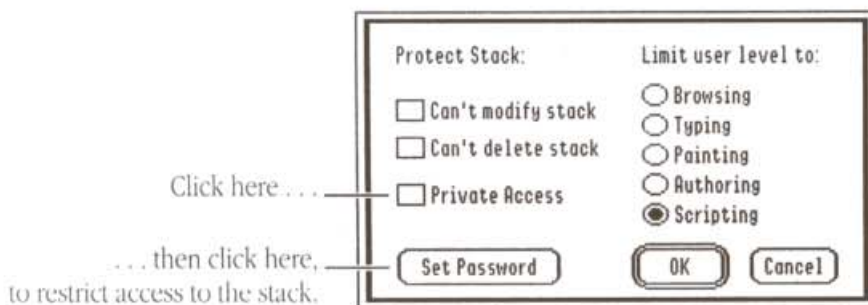 Protect Stack:
Can't modify stack
Can't delete stack
Private Access
Set Password
Limit user level to:
Browsing
Typing
Painting
Authoring
Scripting
OK
Cancel
Click here . . .
. . . then click here,
to restrict access to the stack.